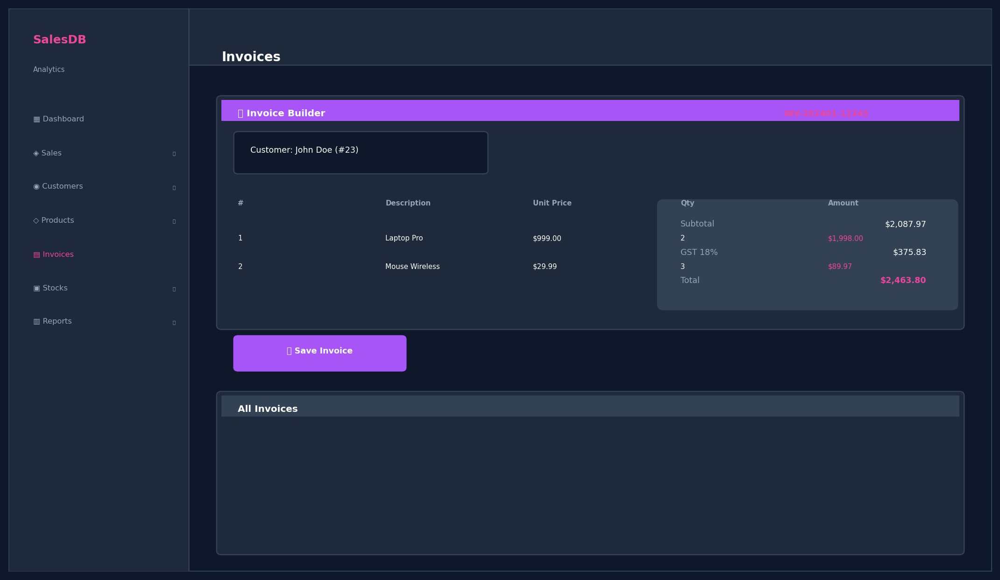 SalesDB
Analytics
▦ Dashboard
◈ Sales
◉ Customers
◇ Products
▤ Invoices
▣ Stocks
▥ Reports
Invoices
Invoice Builder
INV-202401-12345
Customer: John Doe (#23)
# Description Unit Price Qty Amount
Subtotal $2,087.97
1 Laptop Pro $999.00 2 $1,998.00
GST 18% $375.83
2 Mouse Wireless $29.99 3 $89.97
Total $2,463.80
Save Invoice
All Invoices